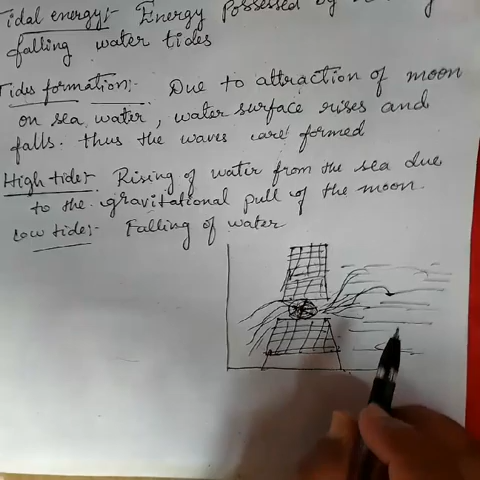 Tidal energy:- Energy Possessed by
falling water tides
Tides formation:- Due to attraction of moon
on sea water, water surface rises and
falls. thus the waves are formed
High tide:- Rising of water from the sea due
to the gravitational pull of the moon.
Low tide:- Falling of water